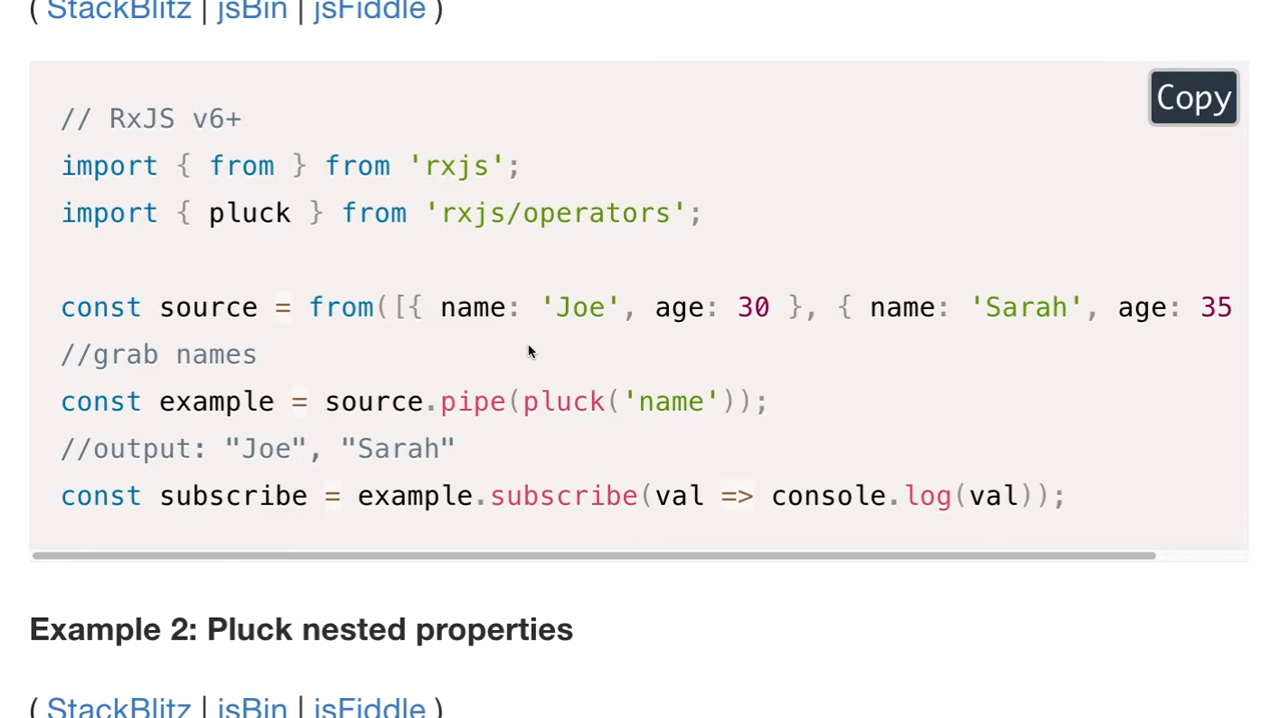 ( StackBlitz | jsBin | jsFiddle )
Copy
// RxJS v6+
import { from } from 'rxjs';
import { pluck } from 'rxjs/operators';
const source = from([{ name: 'Joe', age: 30 }, { name: 'Sarah', age: 35
//grab names
const example = source.pipe(pluck('name'));
//output: "Joe", "Sarah"
const subscribe = example.subscribe(val => console.log(val));
Example 2: Pluck nested properties
( StackBlitz | jsBin | jsFiddle )